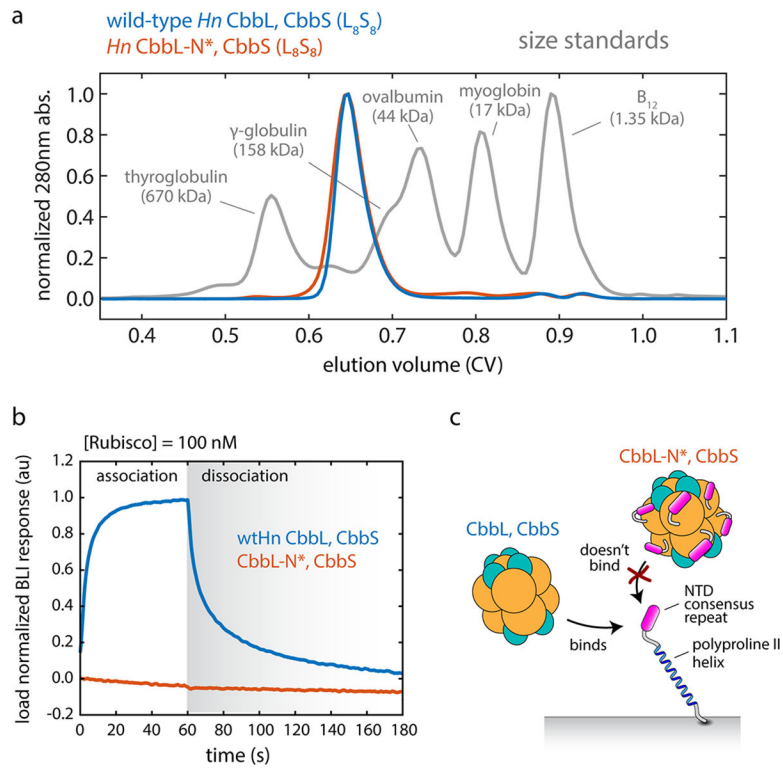 a
wild-type Hn CbbL, CbbS (L₈S₈)
Hn CbbL-N*, CbbS (L₈S₈)
size standards
normalized 280nm abs.
1.0
0.8
0.6
0.4
0.2
0.0
thyroglobulin
(670 kDa)
γ-globulin
(158 kDa)
ovalbumin
(44 kDa)
myoglobin
(17 kDa)
B₁₂
(1.35 kDa)
0.4 0.5 0.6 0.7 0.8 0.9 1.0 1.1
elution volume (CV)
b
[Rubisco] = 100 nM
load normalized BLI response (au)
1.2
1.0
0.8
0.6
0.4
0.2
0.0
-0.2
association
dissociation
wtHn CbbL, CbbS
CbbL-N*, CbbS
0 20 40 60 80 100 120 140 160 180
time (s)
c
CbbL-N*, CbbS
CbbL, CbbS
doesn't
bind
binds
NTD
consensus
repeat
polyproline II
helix